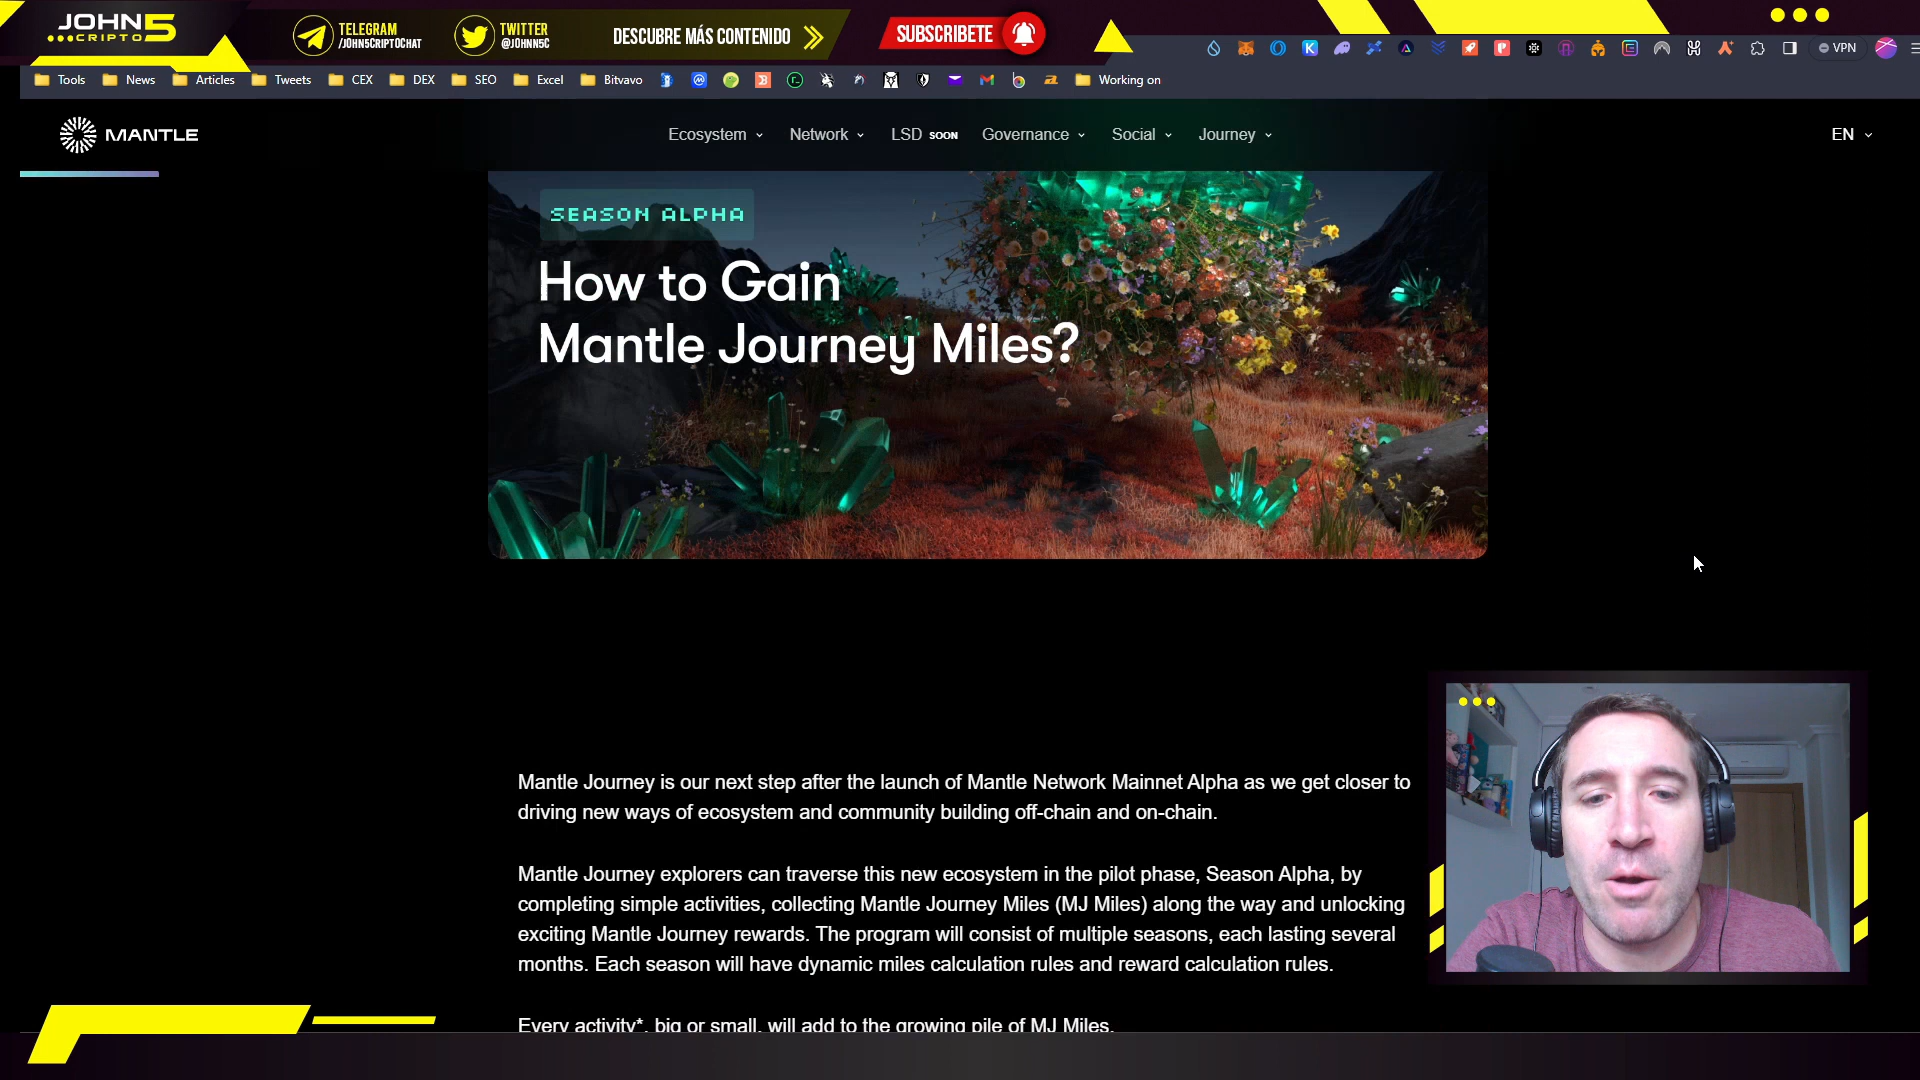 JOHN 5
CRIPTO
TELEGRAM
/JOHN5CRIPTOCHAT
TWITTER
@J0HNN5C
DESCUBRE MÁS CONTENIDO
SUBSCRIBETE
VPN
Tools
News
Articles
Tweets
CEX
DEX
SEO
Excel
Bitvavo
Working on
MANTLE
Ecosystem
Network
LSD SOON
Governance
Social
Journey
EN
SEASON ALPHA
How to Gain
Mantle Journey Miles?
Mantle Journey is our next step after the launch of Mantle Network Mainnet Alpha as we get closer to
driving new ways of ecosystem and community building off-chain and on-chain.
Mantle Journey explorers can traverse this new ecosystem in the pilot phase, Season Alpha, by
completing simple activities, collecting Mantle Journey Miles (MJ Miles) along the way and unlocking
exciting Mantle Journey rewards. The program will consist of multiple seasons, each lasting several
months. Each season will have dynamic miles calculation rules and reward calculation rules.
Every activity*, big or small, will add to the growing pile of MJ Miles.